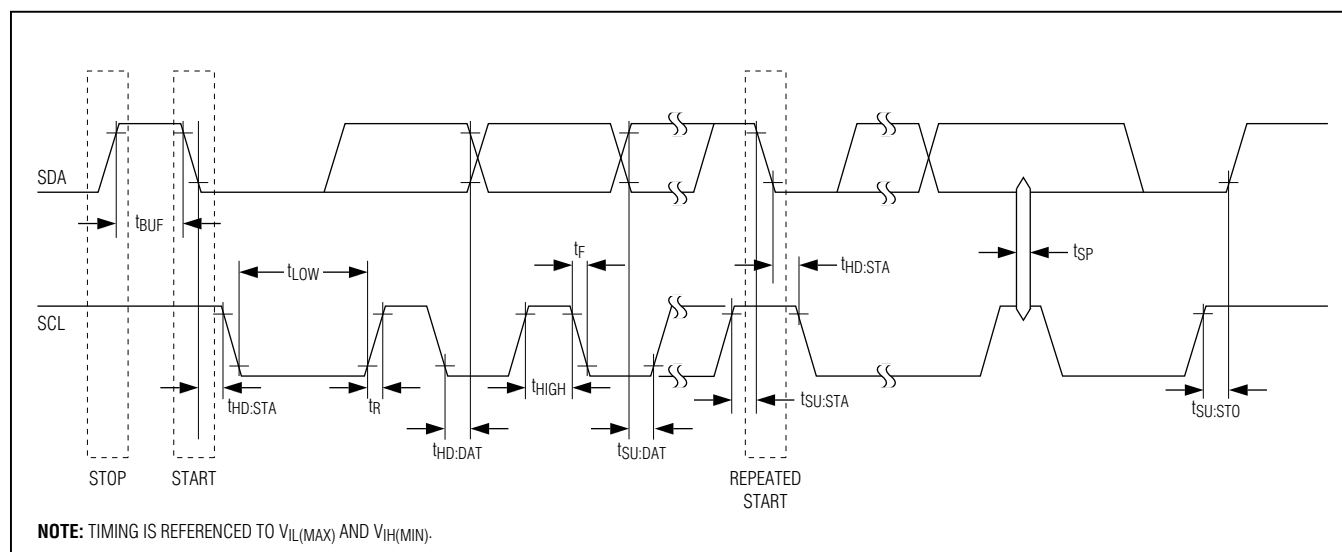 SDA
tBUF
tLOW
tF
tHD:STA
tSP
SCL
tHD:STA
tR
tHIGH
tSU:STA
tSU:STO
tHD:DAT
tSU:DAT
STOP
START
REPEATED
START
NOTE: TIMING IS REFERENCED TO VIL(MAX) AND VIH(MIN).